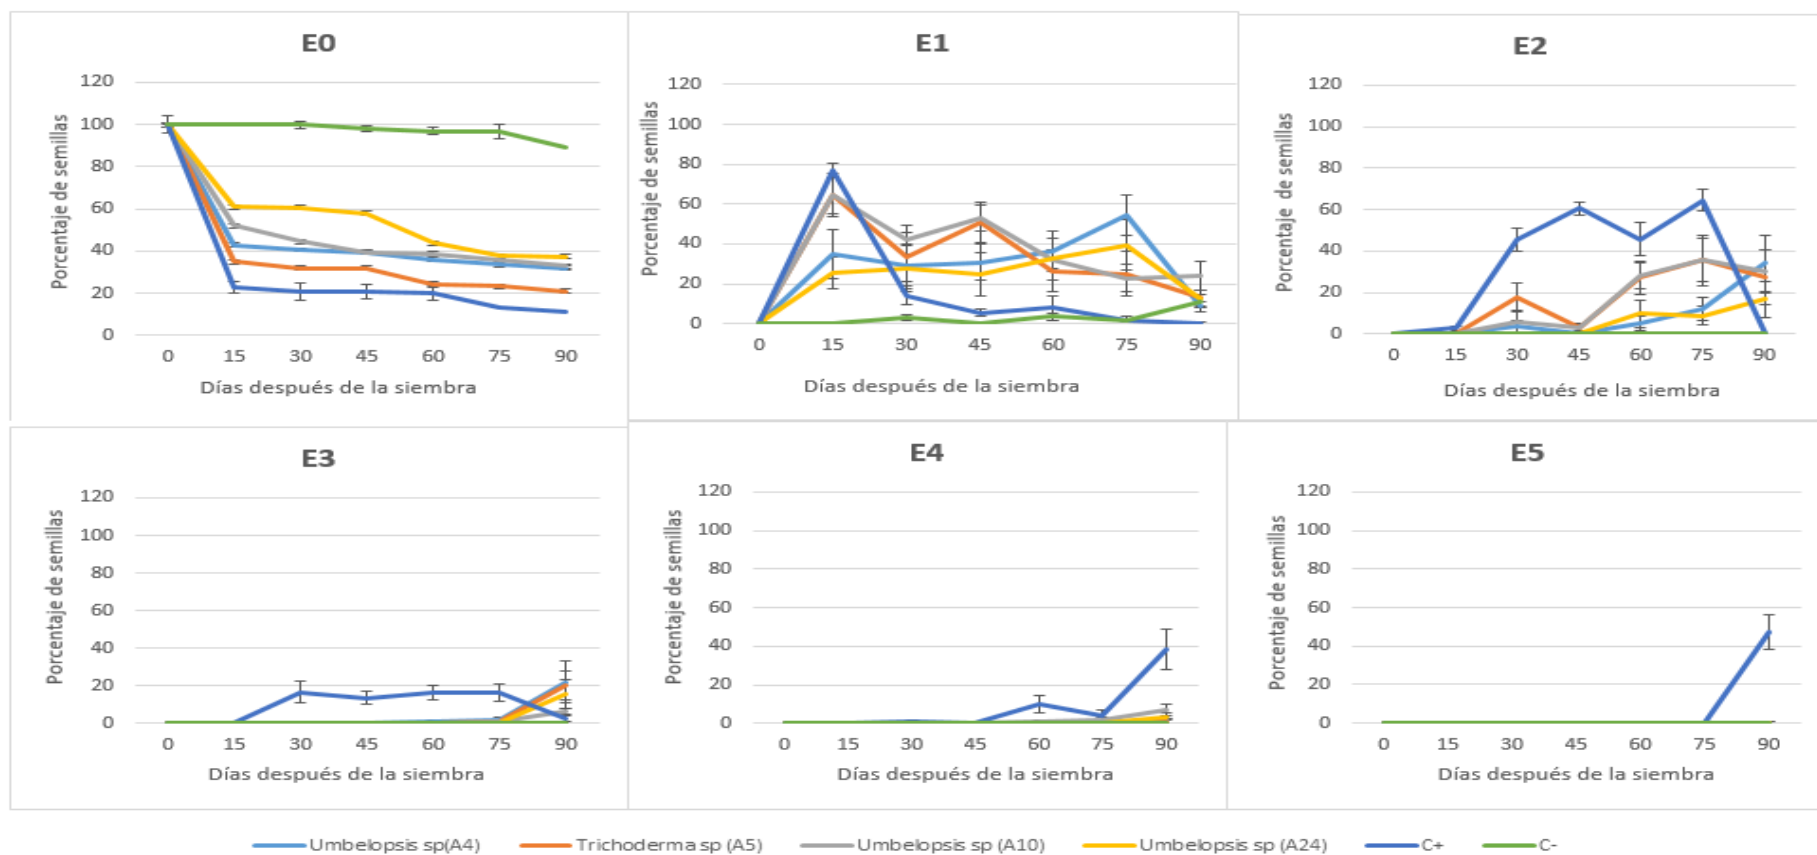 E0
120
100
80
60
40
20
0
Porcentaje de semillas
0 15 30 45 60 75 90
Días después de la siembra
E1
120
100
80
60
40
20
0
Porcentaje de semillas
0 15 30 45 60 75 90
Días después de la siembra
E2
120
100
80
60
40
20
0
Porcentaje de semillas
0 15 30 45 60 75 90
Días después de la siembra
E3
120
100
80
60
40
20
0
Porcentaje de semillas
0 15 30 45 60 75 90
Días después de la siembra
E4
120
100
80
60
40
20
0
Porcentaje de semillas
0 15 30 45 60 75 90
Días después de la siembra
E5
120
100
80
60
40
20
0
Porcentaje de semillas
0 15 30 45 60 75 90
Días después de la siembra
Umbelopsis sp(A4) Trichoderma sp (A5) Umbelopsis sp (A10) Umbelopsis sp (A24) C+ C-